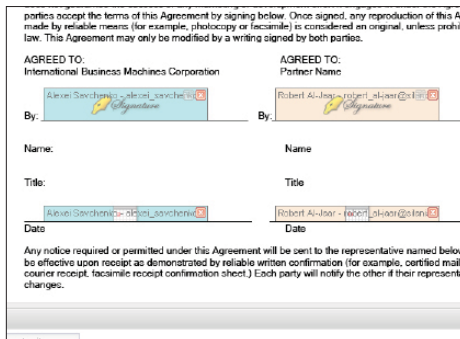 parties accept the terms of this Agreement by signing below. Once signed, any reproduction of this A
made by reliable means (for example, photocopy or facsimile) is considered an original, unless prohi
law. This Agreement may only be modified by a writing signed by both parties.
AGREED TO: AGREED TO:
International Business Machines Corporation Partner Name
Alexei Savchenko - alexei_savche Robert Al-Jaar - robert_al-jaar@silan
Signature Signature
By: By:
Name: Name
Title: Title
Alexei Savchenko - alexei_savchenko Robert Al-Jaar - robert_al-jaar@silan
Date Date
Any notice required or permitted under this Agreement will be sent to the representative named below
be effective upon receipt as demonstrated by reliable written confirmation (for example, certified mail
courier receipt, facsimile receipt confirmation sheet.) Each party will notify the other if their representa
changes.